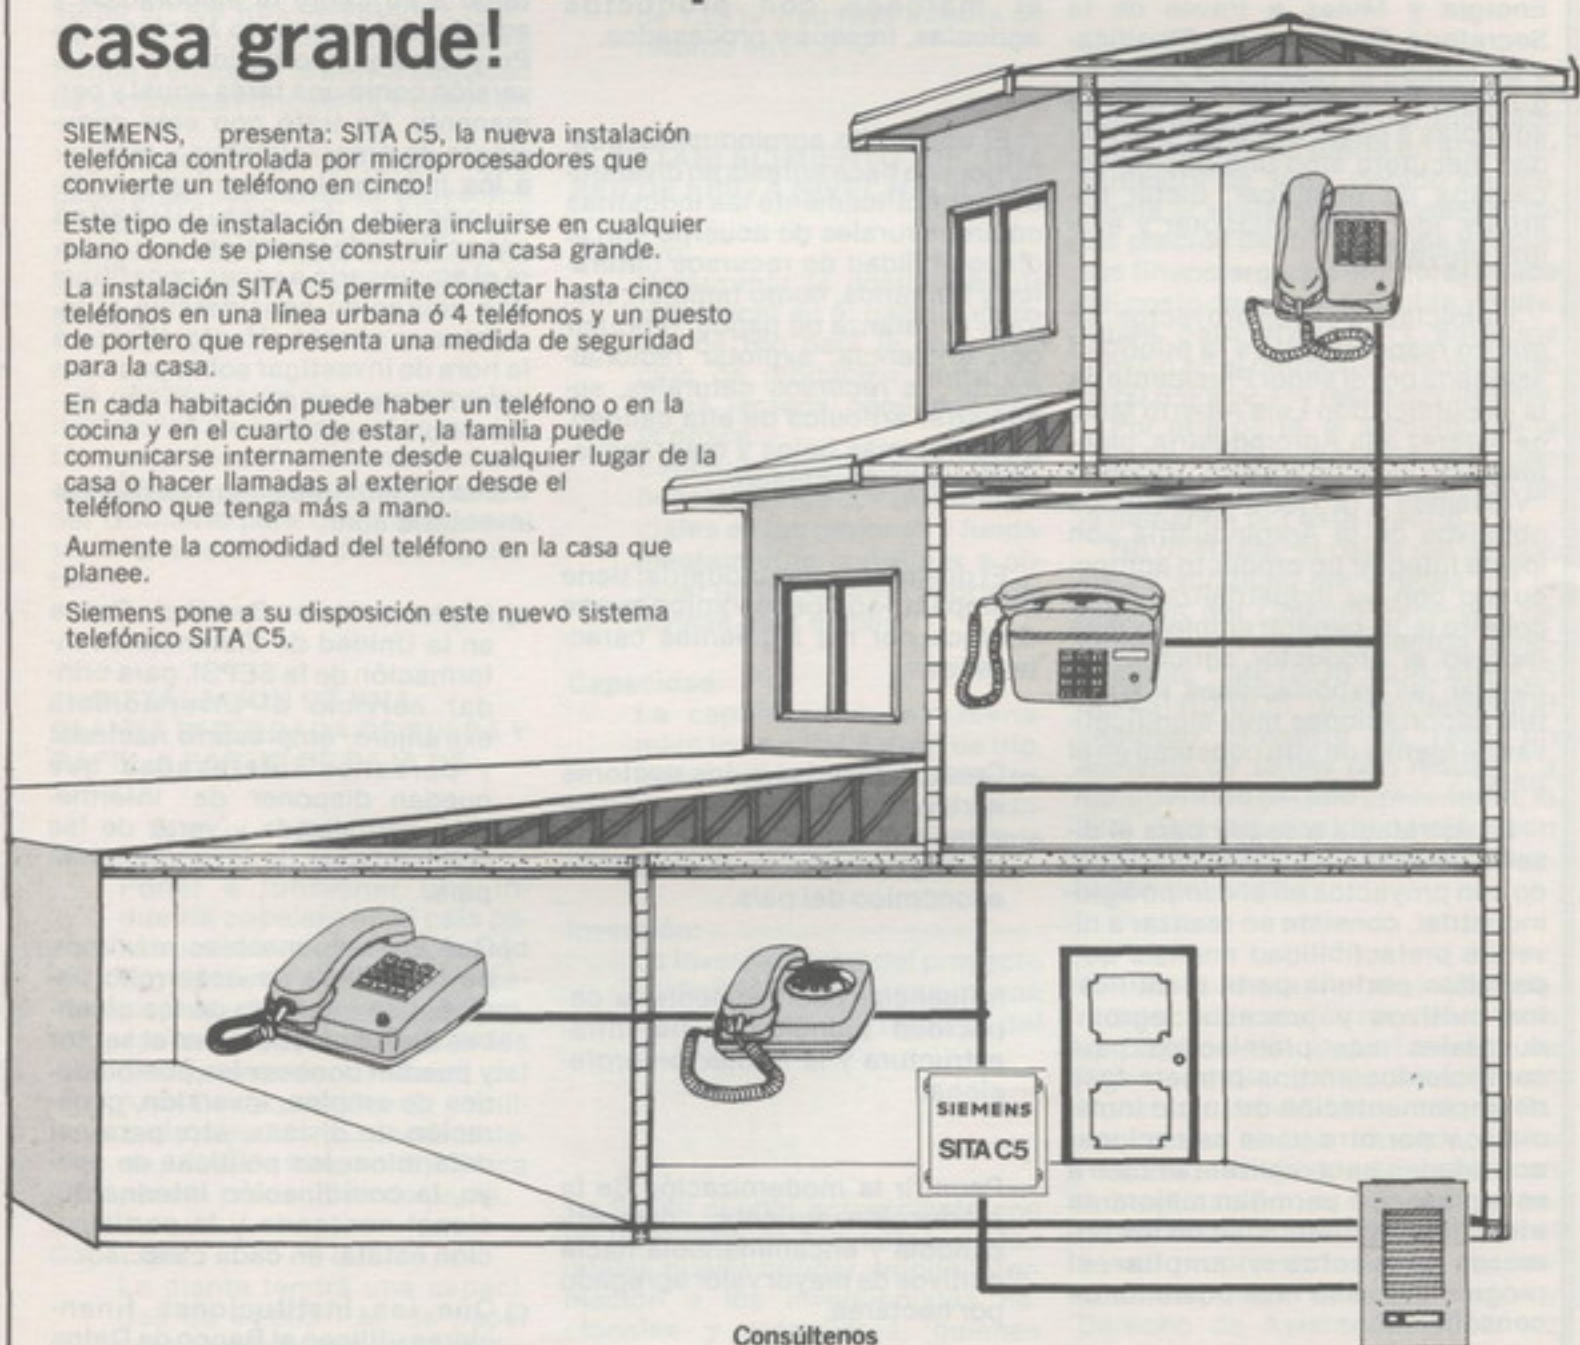 casa grande!
SIEMENS, presenta: SITA C5, la nueva instalación
telefónica controlada por microprocesadores que
convierte un teléfono en cinco!
Este tipo de instalación debiera incluirse en cualquier
plano donde se piense construir una casa grande.
La instalación SITA C5 permite conectar hasta cinco
teléfonos en una línea urbana ó 4 teléfonos y un puesto
de portero que representa una medida de seguridad
para la casa.
En cada habitación puede haber un teléfono o en la
cocina y en el cuarto de estar, la familia puede
comunicarse internamente desde cualquier lugar de la
casa o hacer llamadas al exterior desde el
teléfono que tenga más a mano.
Aumente la comodidad del teléfono en la casa que
planee.
Siemens pone a su disposición este nuevo sistema
telefónico SITA C5.
SIEMENS
SITA C5
Consúltenos